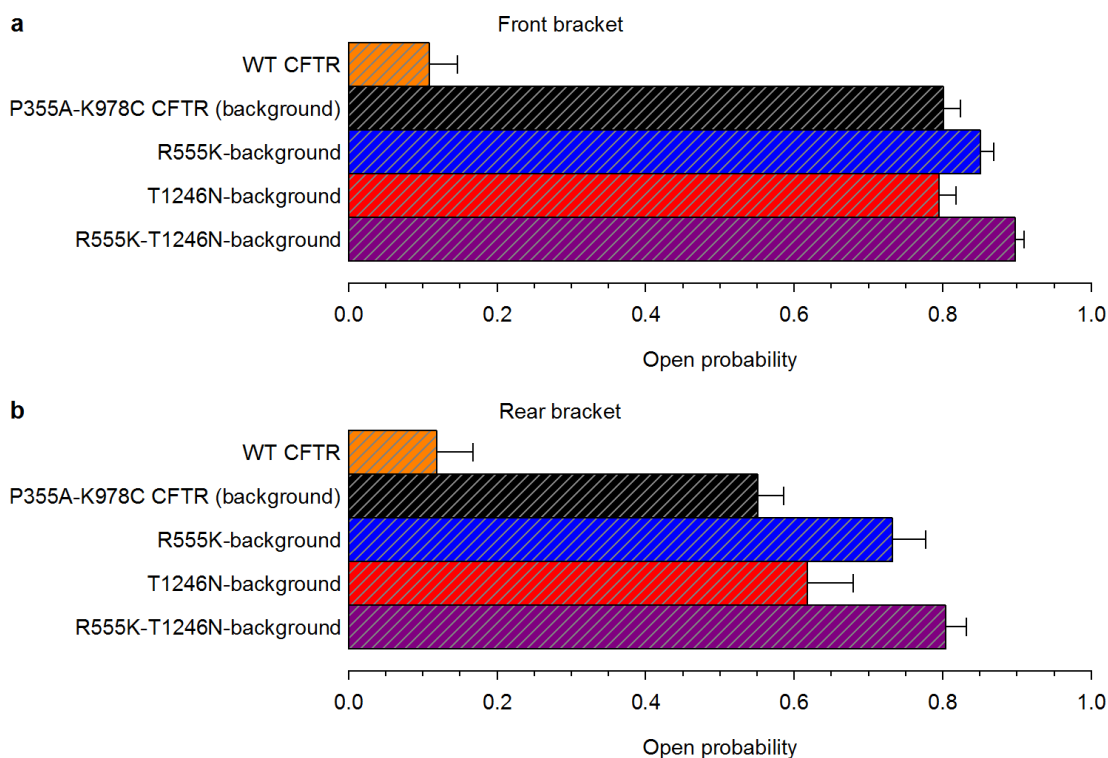 a
Front bracket
WT CFTR
P355A-K978C CFTR (background)
R555K-background
T1246N-background
R555K-T1246N-background
0.0 0.2 0.4 0.6 0.8 1.0
Open probability
b
Rear bracket
WT CFTR
P355A-K978C CFTR (background)
R555K-background
T1246N-background
R555K-T1246N-background
0.0 0.2 0.4 0.6 0.8 1.0
Open probability